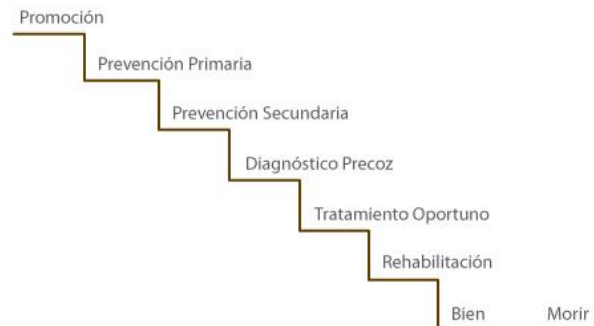 Promoción
Prevención Primaria
Prevención Secundaria
Diagnóstico Precoz
Tratamiento Oportuno
Rehabilitación
Bien Morir